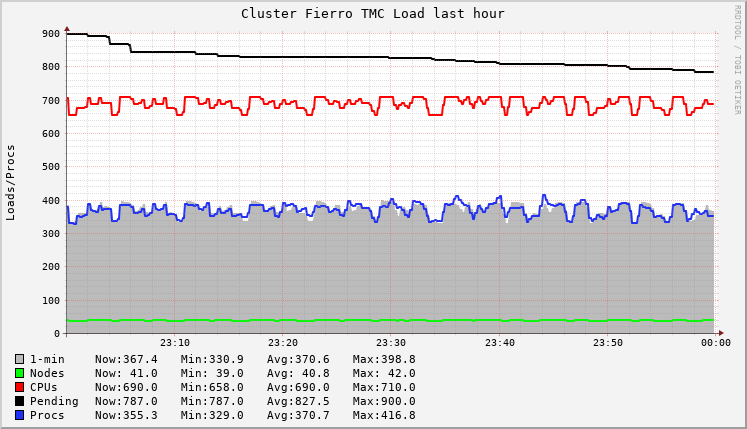 Cluster Fierro TMC Load last hour
RRDTOOL / TOBI OETIKER
Loads/Procs
900
800
700
600
500
400
300
200
100
0
23:10 23:20 23:30 23:40 23:50 00:00
1-min Now:367.4 Min:330.9 Avg:370.6 Max:398.8
Nodes Now: 41.0 Min: 39.0 Avg: 40.8 Max: 42.0
CPUs Now:690.0 Min:658.0 Avg:690.0 Max:710.0
Pending Now:787.0 Min:787.0 Avg:827.5 Max:900.0
Procs Now:355.3 Min:329.0 Avg:370.7 Max:416.8